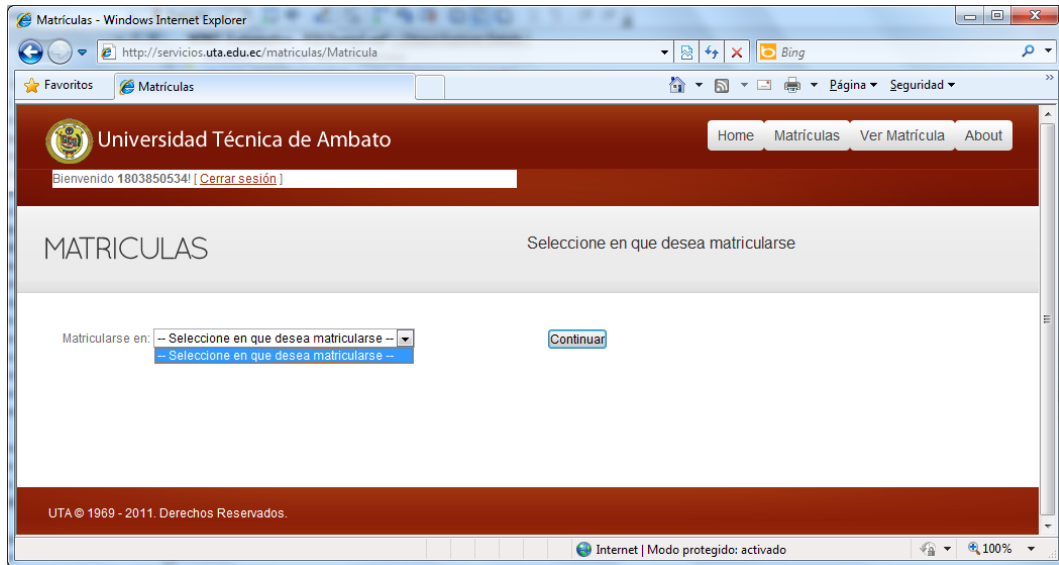 Matrículas - Windows Internet Explorer
http://servicios.uta.edu.ec/matriculas/Matricula
Bing
Favoritos
Matrículas
Página
Seguridad
Universidad Técnica de Ambato
Home Matrículas Ver Matrícula About
Bienvenido 1803850534! [ Cerrar sesión ]
MATRICULAS
Seleccione en que desea matricularse
Matricularse en: -- Seleccione en que desea matricularse -- Continuar
-- Seleccione en que desea matricularse --
UTA © 1969 - 2011. Derechos Reservados.
Internet | Modo protegido: activado 100%